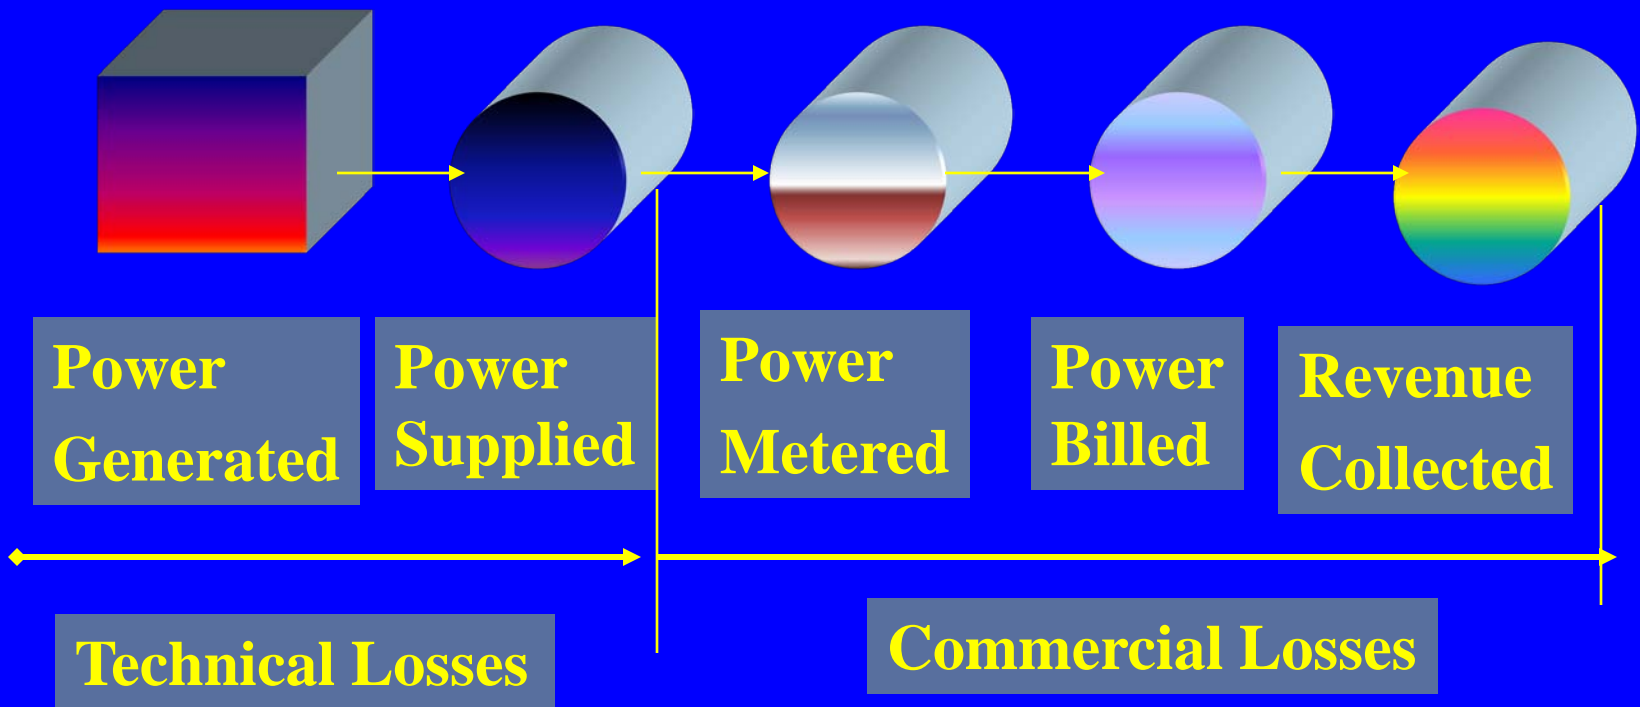 Power
Generated
Power
Supplied
Power
Metered
Power
Billed
Revenue
Collected
Technical Losses
Commercial Losses